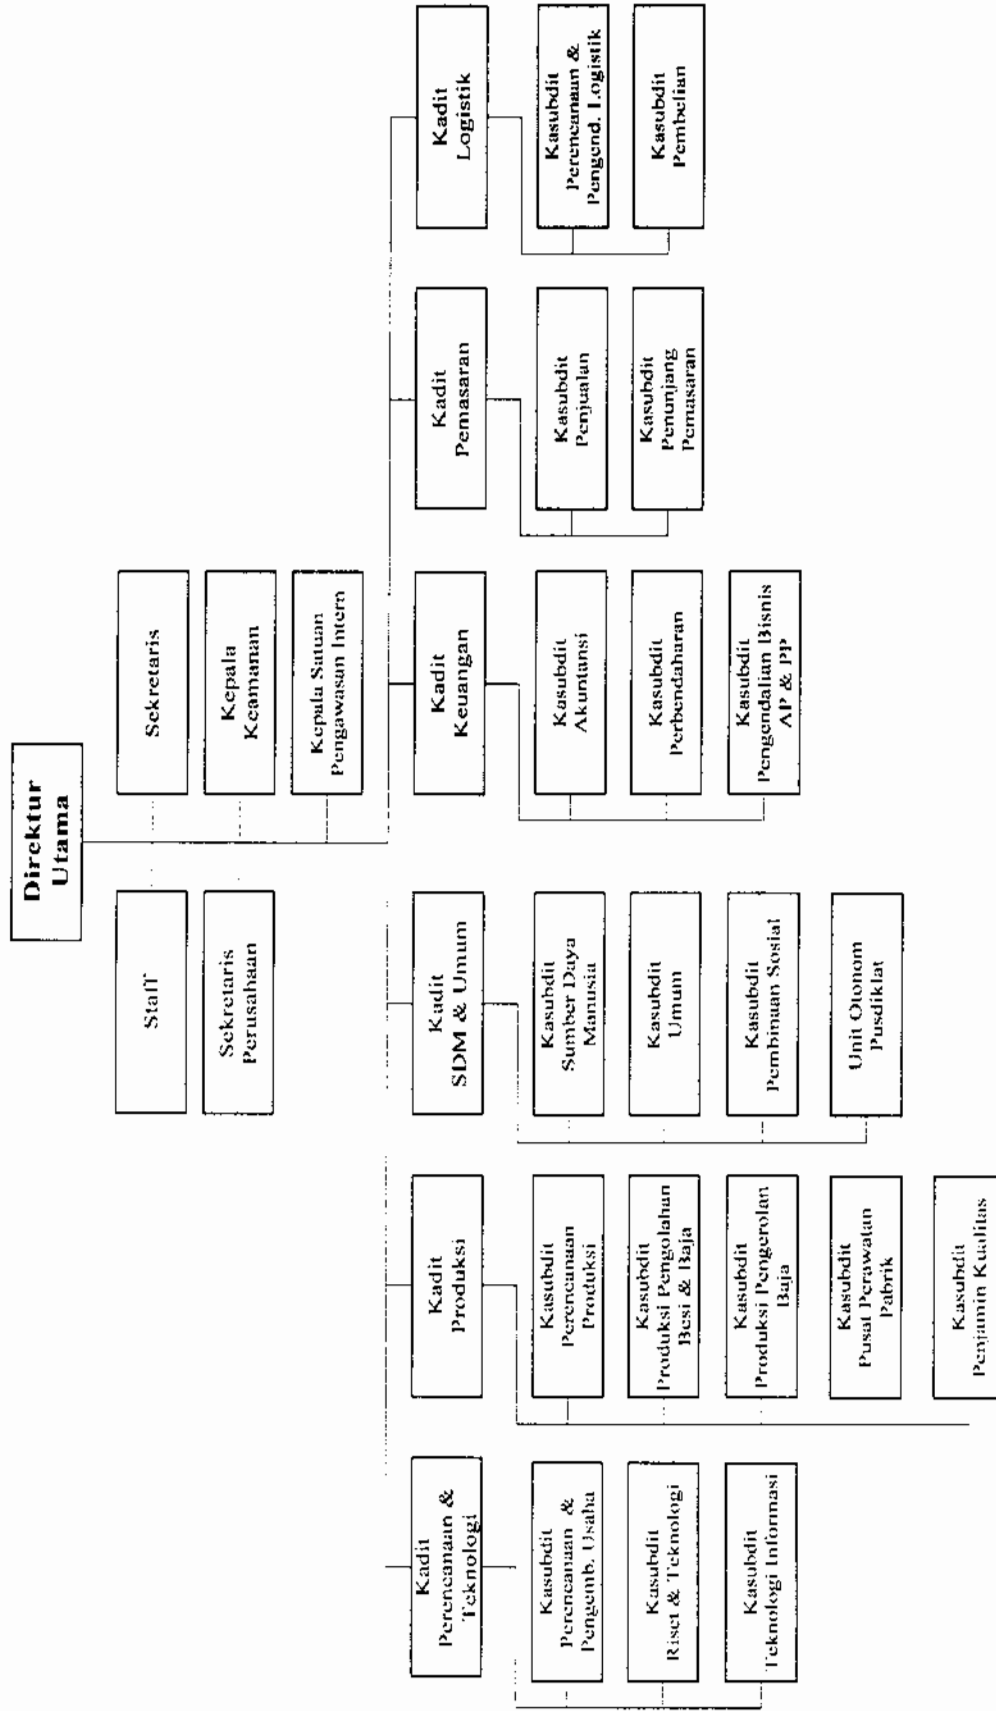 Direktur
Utama
Staff
Sekretaris
Sekretaris
Perusahaan
Kepala
Keamanan
Kepala Satuan
Pengawasan Intern
Kadit
Perencanaan &
Teknologi
Kadit
Produksi
Kadit
SDM & Umum
Kadit
Keuangan
Kadit
Pemasaran
Kadit
Logistik
Kasubdit
Perencanaan &
Pengemb. Usaha
Kasubdit
Riset & Teknologi
Kasubdit
Teknologi Informasi
Kasubdit
Perencanaan
Produksi
Kasubdit
Produksi Pengolahan
Besi & Baja
Kasubdit
Produksi Pengerolan
Baja
Kasubdit
Pusat Perawatan
Pabrik
Kasubdit
Penjamin Kualitas
Kasubdit
Sumber Daya
Manusia
Kasubdit
Umum
Kasubdit
Pembinaan Sosial
Unit Otonom
Pusdiklat
Kasubdit
Akuntansi
Kasubdit
Perbendaharan
Kasubdit
Pengendalian Bisnis
AP & PP
Kasubdit
Penjualan
Kasubdit
Penunjang
Pemasaran
Kasubdit
Perencanaan &
Pengend. Logistik
Kasubdit
Pembelian